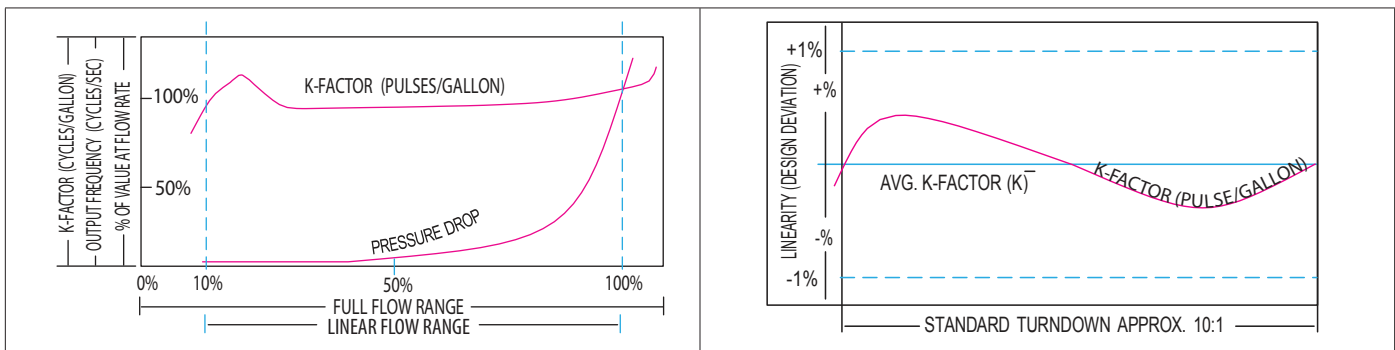 K-FACTOR (CYCLES/GALLON)
OUTPUT FREQUENCY (CYCLES/SEC)
% OF VALUE AT FLOW RATE
100%
50%
K-FACTOR (PULSES/GALLON)
PRESSURE DROP
0%
10%
50%
100%
FULL FLOW RANGE
LINEAR FLOW RANGE
LINEARITY (DESIGN DEVIATION)
+1%
+%
-%
-1%
AVG. K-FACTOR (K)‾
K-FACTOR (PULSE/GALLON)
STANDARD TURNDOWN APPROX. 10:1